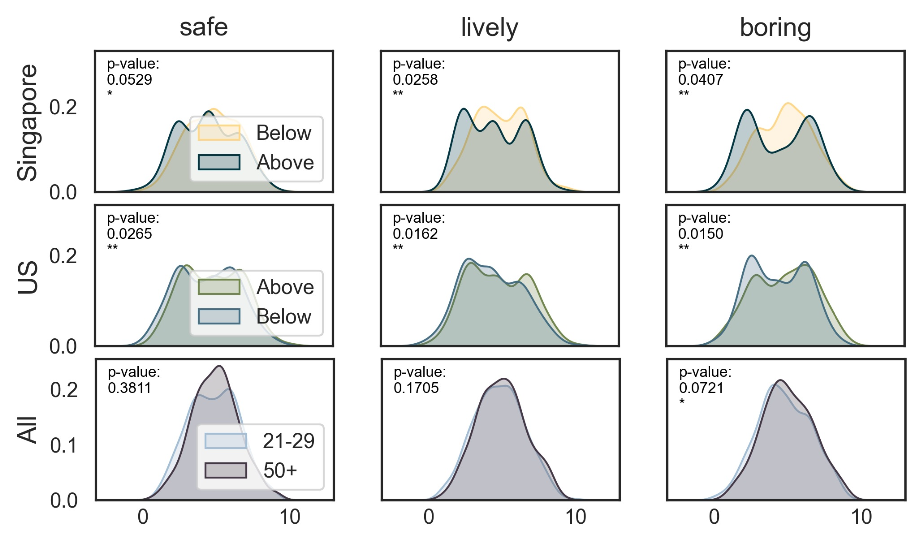 safe lively boring
Singapore
p-value:
0.0529
*
p-value:
0.0258
**
p-value:
0.0407
**
0.2
0.0
Below
Above
US
p-value:
0.0265
**
p-value:
0.0162
**
p-value:
0.0150
**
0.2
0.0
Above
Below
All
p-value:
0.3811
p-value:
0.1705
p-value:
0.0721
*
0.2
0.1
0.0
21-29
50+
0 10 0 10 0 10